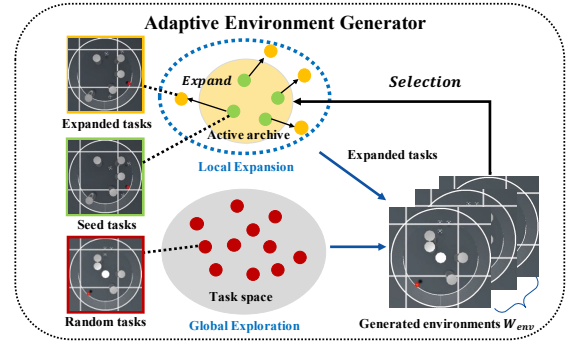 Adaptive Environment Generator
Expand
Selection
Active archive
Expanded tasks
Local Expansion
Expanded tasks
Seed tasks
Task space
Random tasks
Global Exploration
Generated environments W_env